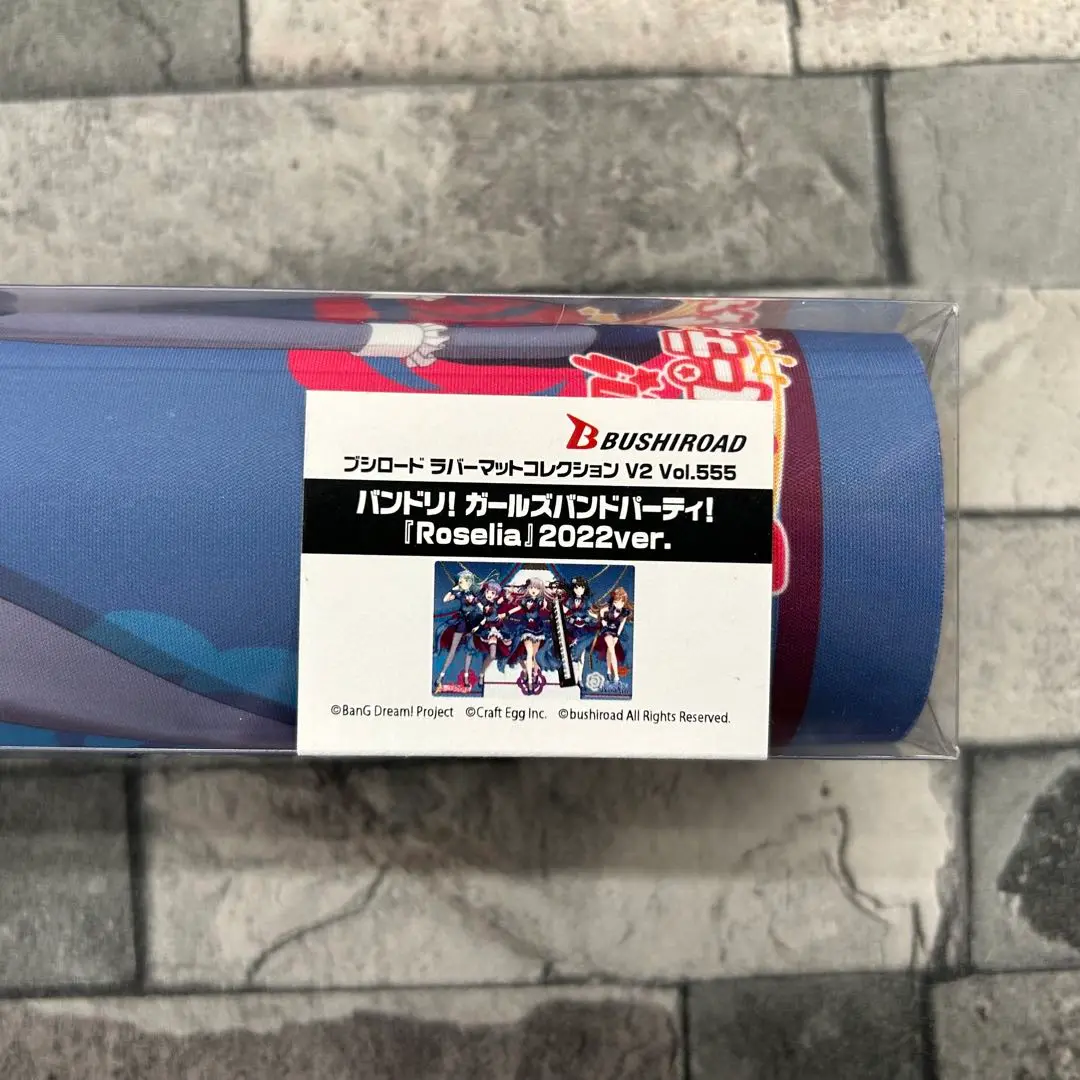 BUSHIROAD
ブシロード ラバーマットコレクション V2 Vol.555
バンドリ! ガールズバンドパーティ!
『Roselia』2022ver.
©BanG Dream! Project ©Craft Egg Inc. ©bushiroad All Rights Reserved.